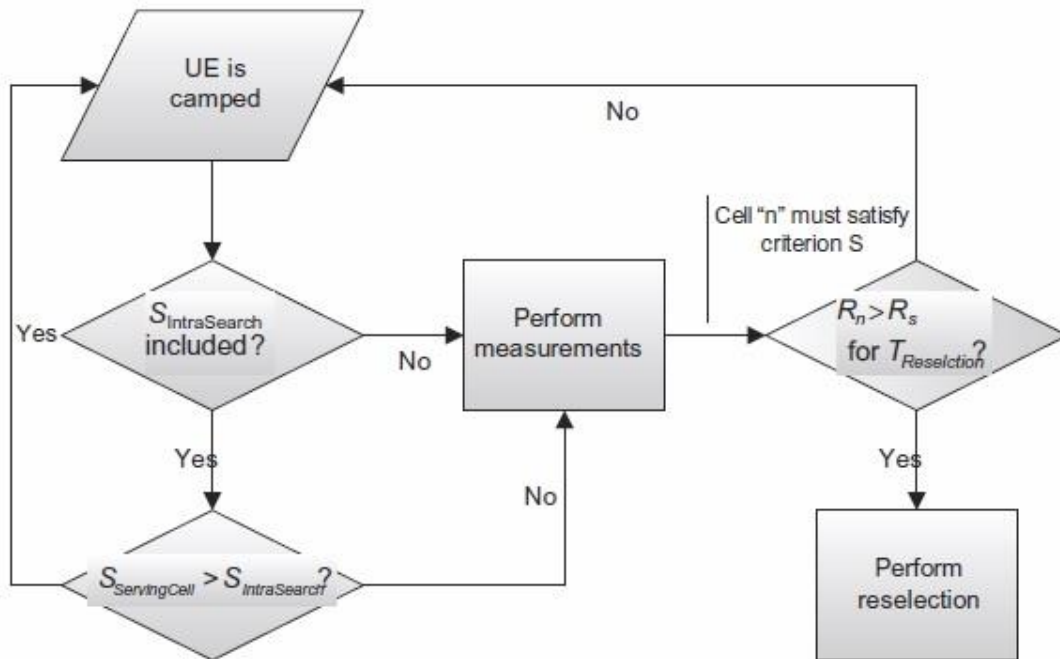 UE is
camped
No
Cell “n” must satisfy
criterion S
S IntraSearch
included?
Yes
No
Perform
measurements
Rn>Rs
for TReselction?
Yes
No
Yes
SServingCell > SIntraSearch?
Perform
reselection